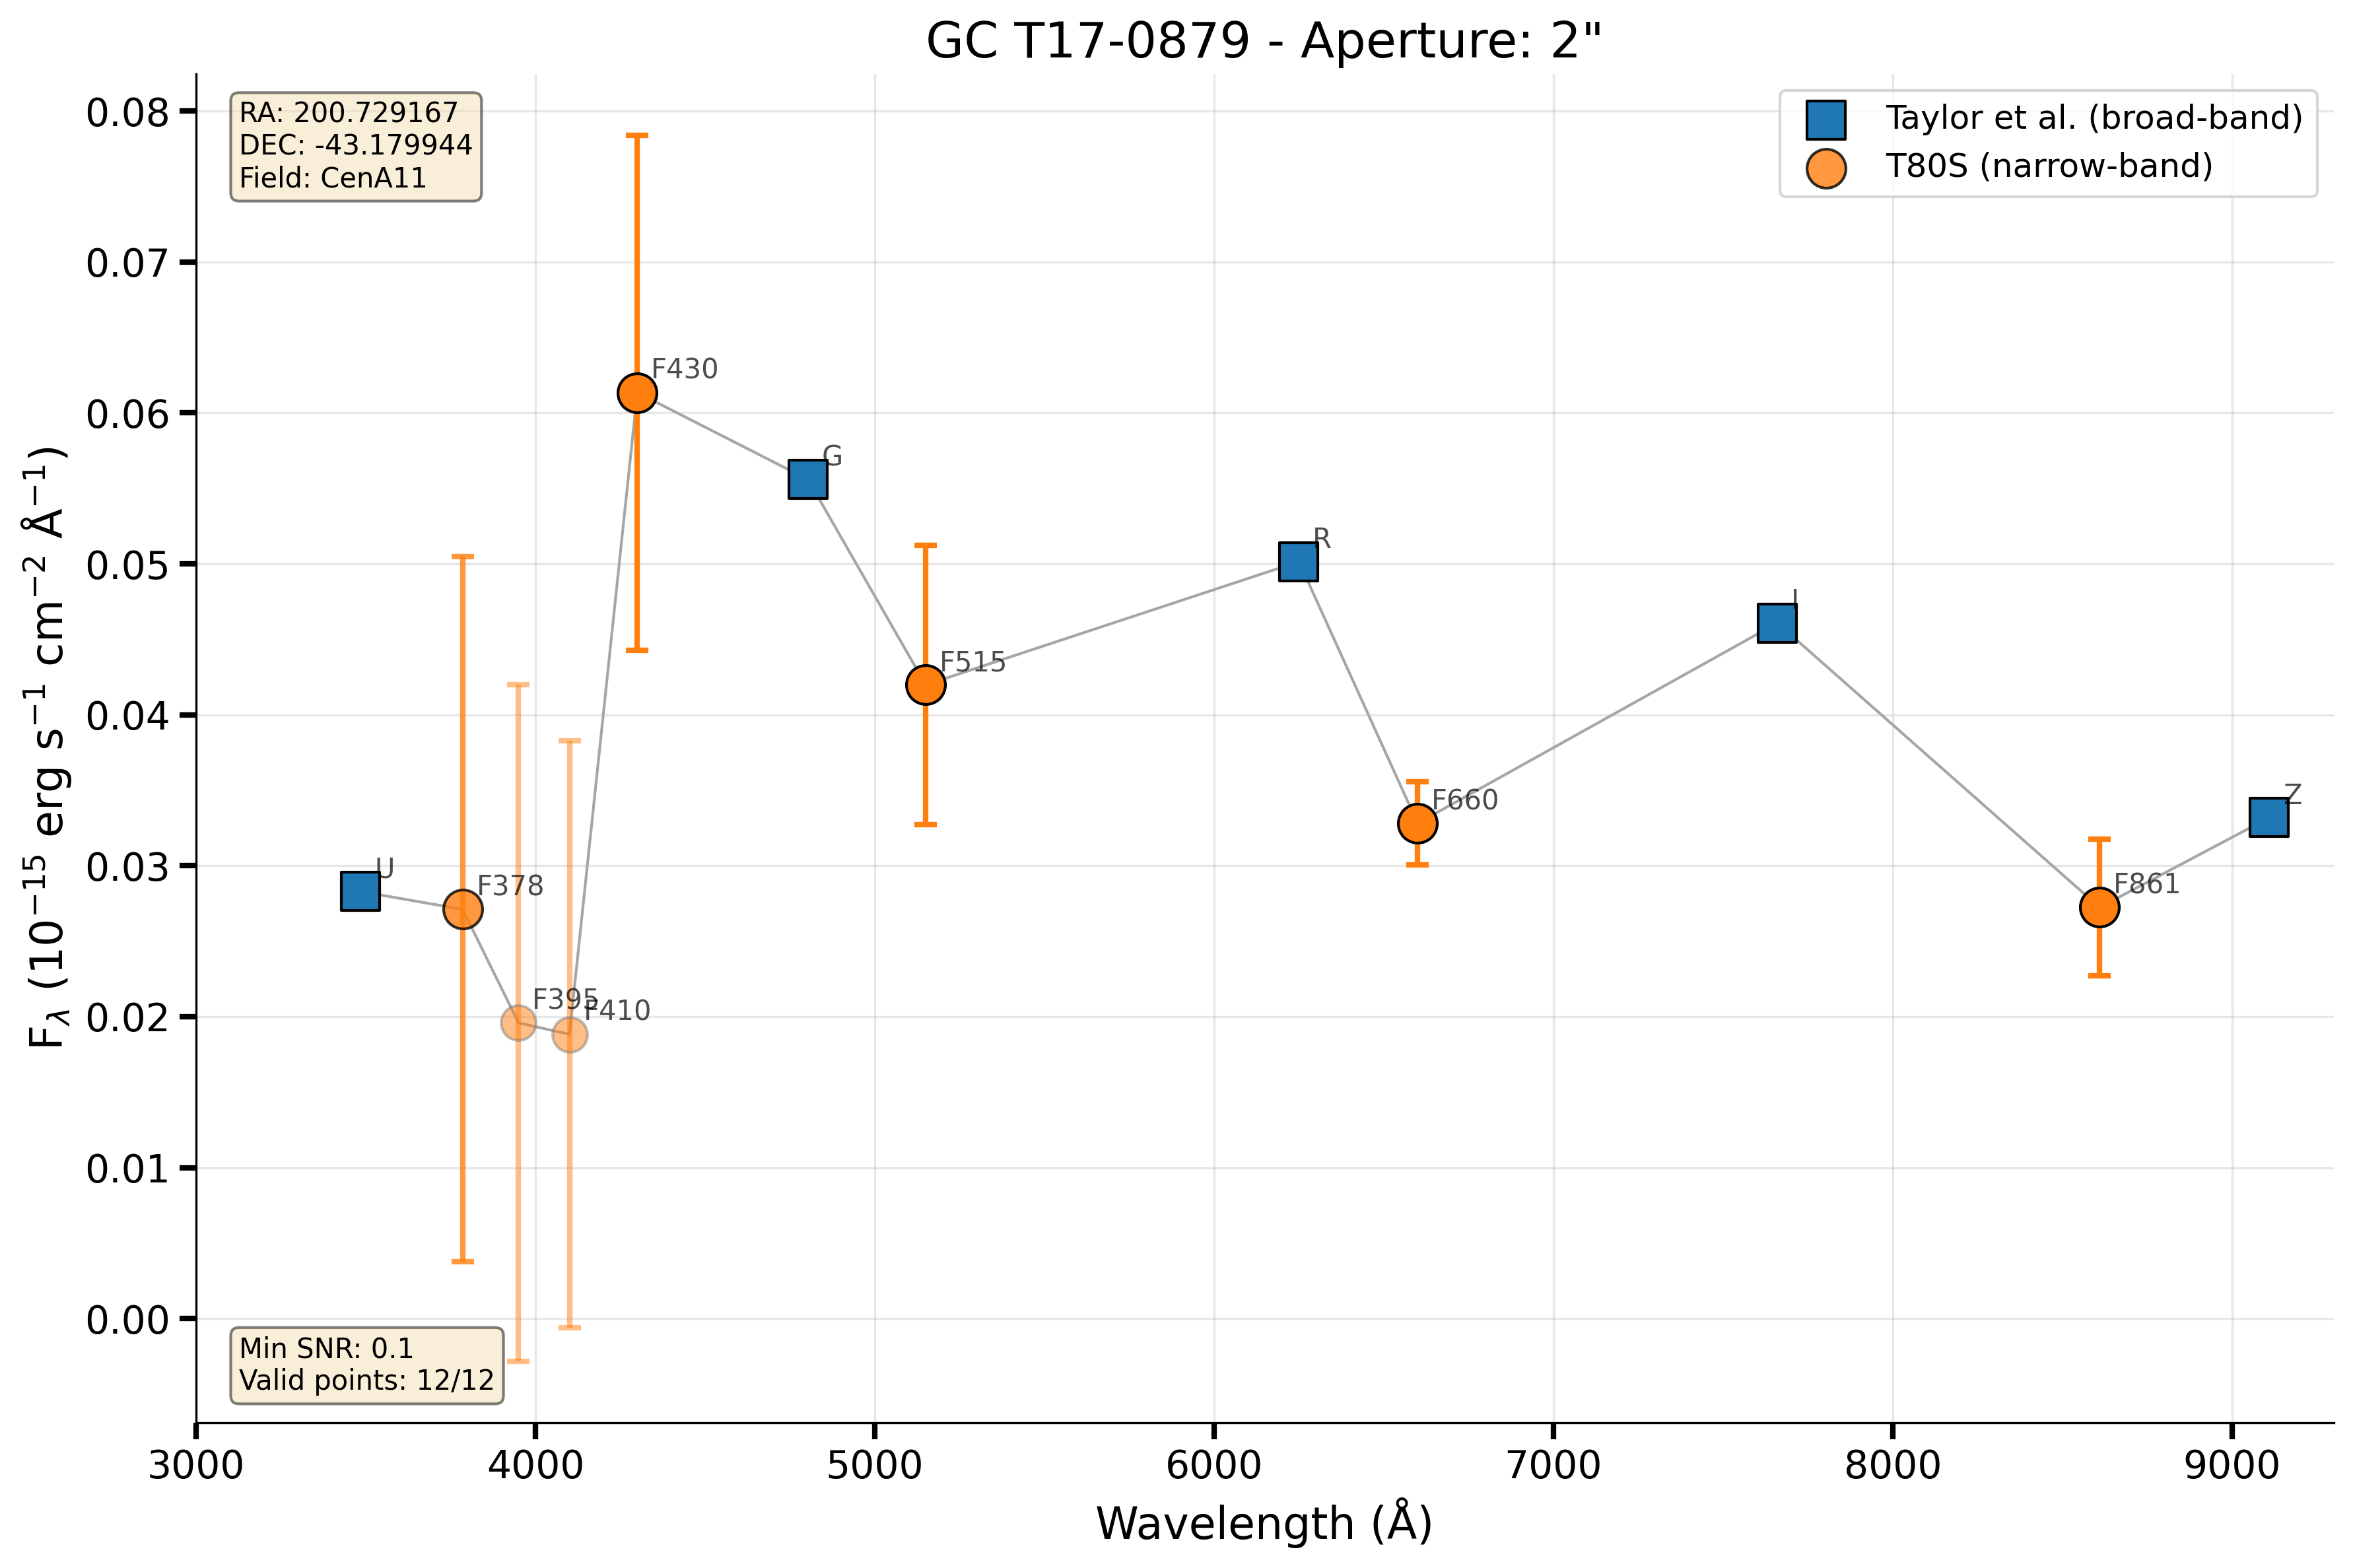 GC T17-0879 - Aperture: 2"
RA: 200.729167
DEC: -43.179944
Field: CenA11
Taylor et al. (broad-band)
T80S (narrow-band)
0.08
0.07
0.06
0.05
0.04
0.03
0.02
0.01
0.00
F430
G
R
I
F515
F660
Z
U
F378
F861
F395
F410
Min SNR: 0.1
Valid points: 12/12
3000 4000 5000 6000 7000 8000 9000
Wavelength (Å)
Fλ (10⁻¹⁵ erg s⁻¹ cm⁻² Å⁻¹)